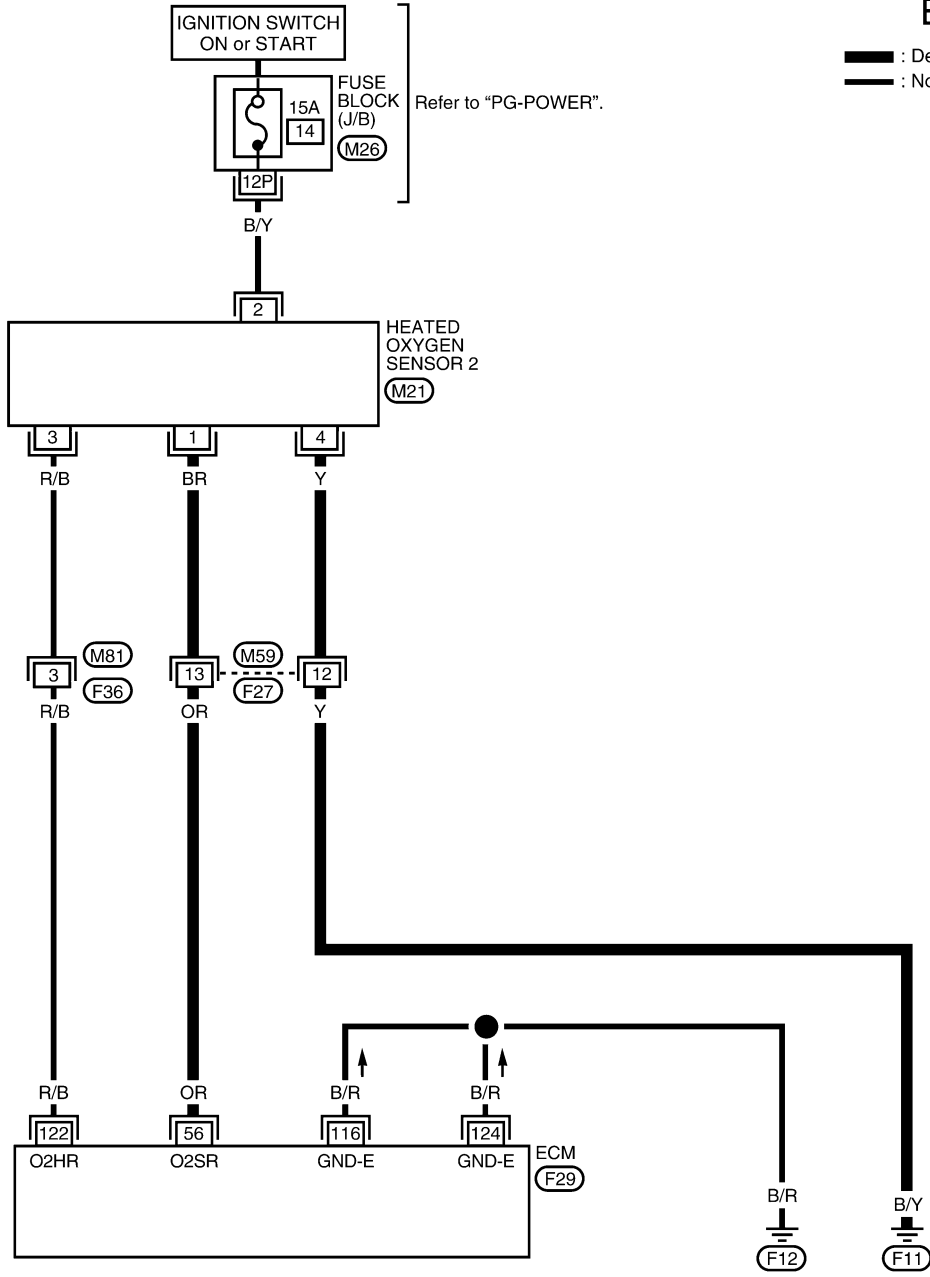 IGNITION SWITCH
ON or START
FUSE
BLOCK
(J/B)
15A
14
M26
Refer to “PG-POWER”.
12P
B/Y
2
HEATED
OXYGEN
SENSOR 2
M21
3 1 4
R/B BR Y
M81 M59
3 13 12
F36 F27
R/B OR Y
R/B OR B/R B/R
122 56 116 124
O2HR O2SR GND-E GND-E
ECM
F29
B/R B/Y
F12 F11